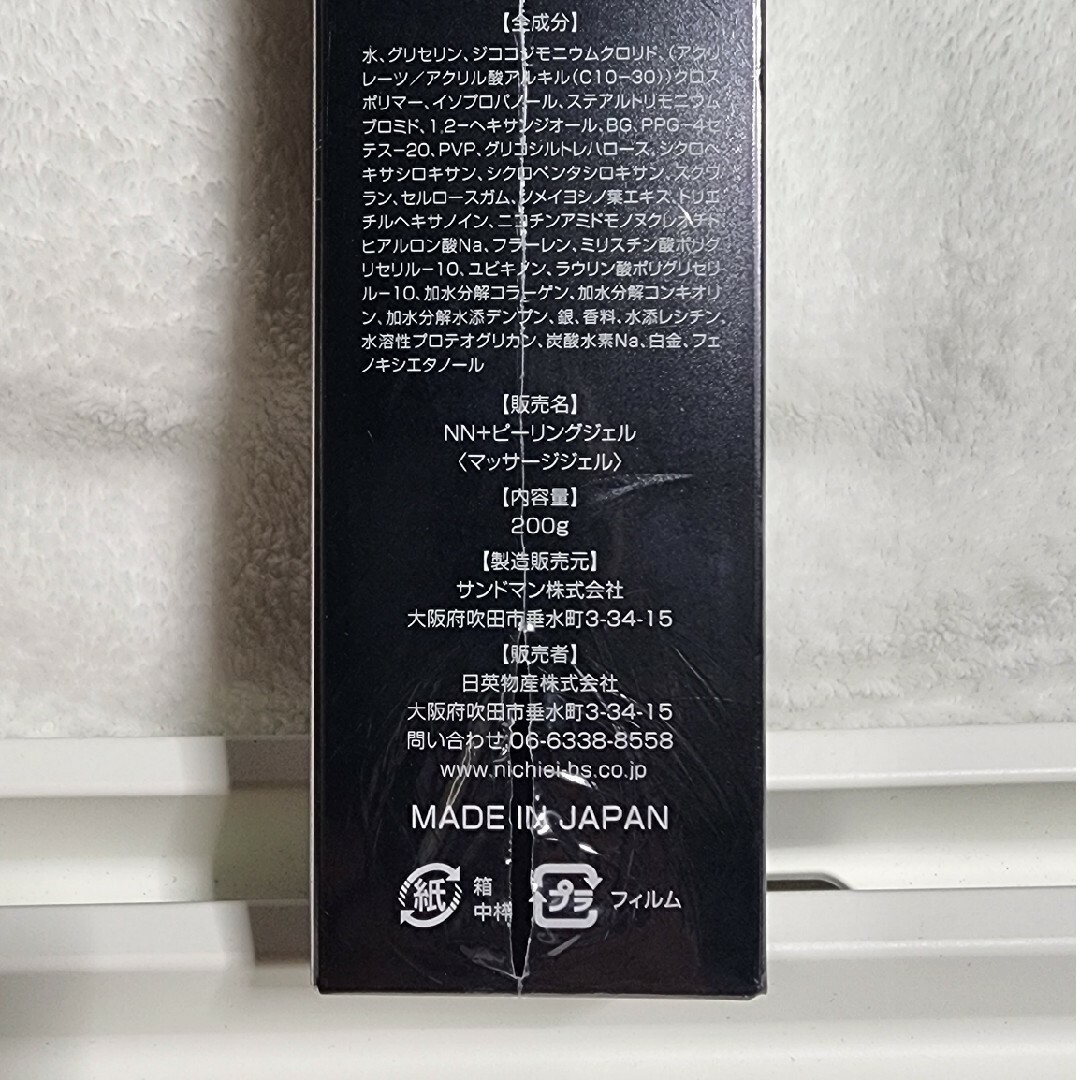 【全成分】
水、グリセリン、ジココジモニウムクロリド、(アクリ
レーツ／アクリル酸アルキル(C10-30))クロス
ポリマー、イソプロパノール、ステアルトリモニウム
ブロミド、1,2-ヘキサンジオール、BG、PPG-4セ
テス-20、PVP、グリコシルトレハロース、シクロヘ
キサシロキサン、シクロペンタシロキサン、スクワ
ラン、セルロースガム、ソメイヨシノ葉エキス、トリエ
チルヘキサノイン、ニコチンアミドモノヌクレオチド
ヒアルロン酸Na、フラーレン、ミリスチン酸ポリグ
リセリル-10、ユビキノン、ラウリン酸ポリグリセリ
ル-10、加水分解コラーゲン、加水分解コンキオリ
ン、加水分解水添デンプン、銀、香料、水添レシチン、
水溶性プロテオグリカン、炭酸水素Na、白金、フェ
ノキシエタノール
【販売名】
NN+ピーリングジェル
〈マッサージジェル〉
【内容量】
200g
【製造販売元】
サンドマン株式会社
大阪府吹田市垂水町3-34-15
【販売者】
日英物産株式会社
大阪府吹田市垂水町3-34-15
問い合わせ,06-6338-8558
www.nichiei-bs.co.jp
MADE IN JAPAN
紙 箱 プラ フィルム
中枠